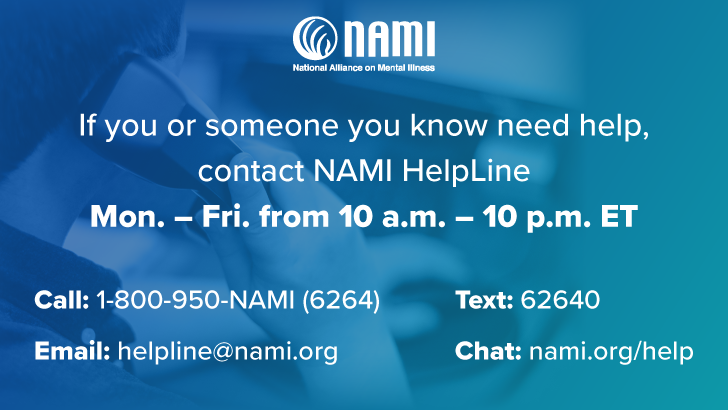 NAMI
National Alliance on Mental Illness
If you or someone you know need help,
contact NAMI HelpLine
Mon. – Fri. from 10 a.m. – 10 p.m. ET
Call: 1-800-950-NAMI (6264)
Text: 62640
Email: helpline@nami.org
Chat: nami.org/help